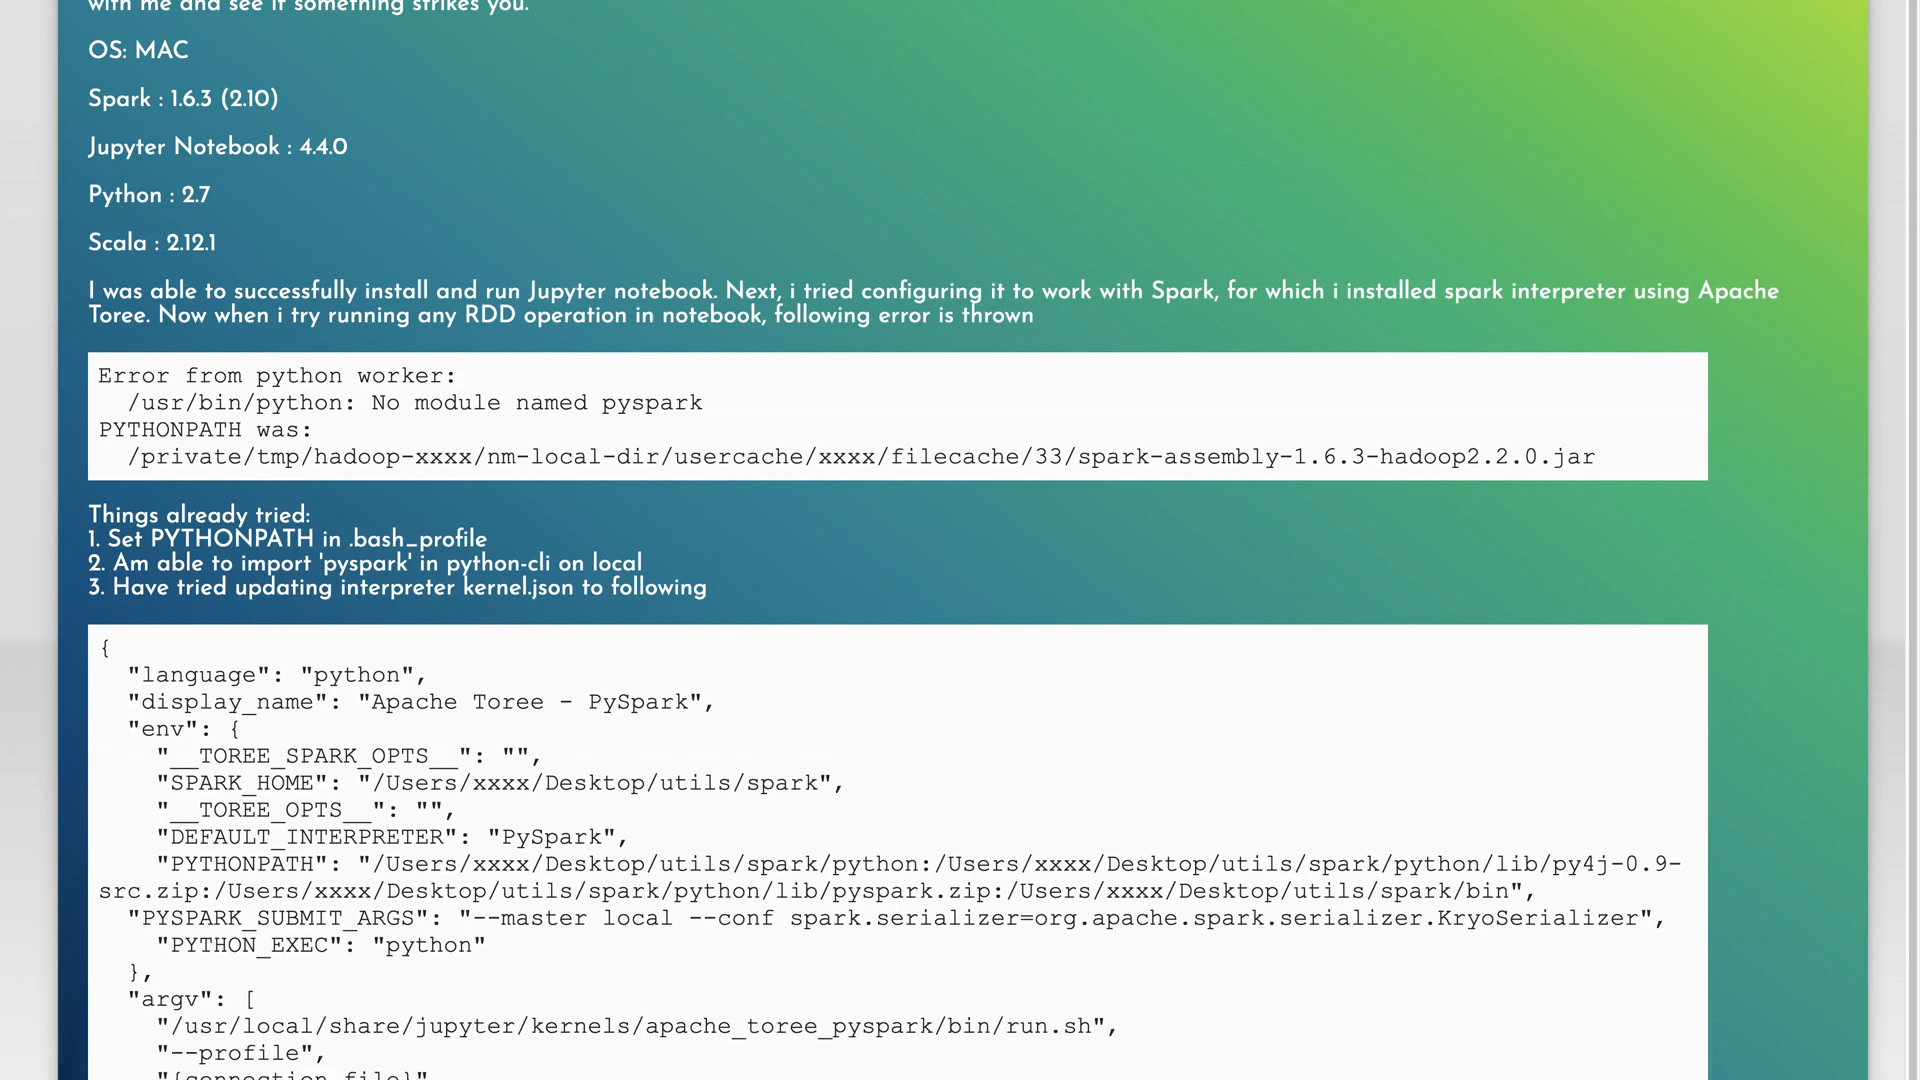 with me and see if something strikes you.
OS: MAC
Spark : 1.6.3 (2.10)
Jupyter Notebook : 4.4.0
Python : 2.7
Scala : 2.12.1
I was able to successfully install and run Jupyter notebook. Next, i tried configuring it to work with Spark, for which i installed spark interpreter using Apache
Toree. Now when i try running any RDD operation in notebook, following error is thrown
Error from python worker:
  /usr/bin/python: No module named pyspark
PYTHONPATH was:
  /private/tmp/hadoop-xxxx/nm-local-dir/usercache/xxxx/filecache/33/spark-assembly-1.6.3-hadoop2.2.0.jar
Things already tried:
1. Set PYTHONPATH in .bash_profile
2. Am able to import 'pyspark' in python-cli on local
3. Have tried updating interpreter kernel.json to following
{
  "language": "python",
  "display_name": "Apache Toree - PySpark",
  "env": {
    "__TOREE_SPARK_OPTS__": "",
    "SPARK_HOME": "/Users/xxxx/Desktop/utils/spark",
    "__TOREE_OPTS__": "",
    "DEFAULT_INTERPRETER": "PySpark",
    "PYTHONPATH": "/Users/xxxx/Desktop/utils/spark/python:/Users/xxxx/Desktop/utils/spark/python/lib/py4j-0.9-
src.zip:/Users/xxxx/Desktop/utils/spark/python/lib/pyspark.zip:/Users/xxxx/Desktop/utils/spark/bin",
  "PYSPARK_SUBMIT_ARGS": "--master local --conf spark.serializer=org.apache.spark.serializer.KryoSerializer",
    "PYTHON_EXEC": "python"
  },
  "argv": [
    "/usr/local/share/jupyter/kernels/apache_toree_pyspark/bin/run.sh",
    "--profile",
    "{connection_file}"